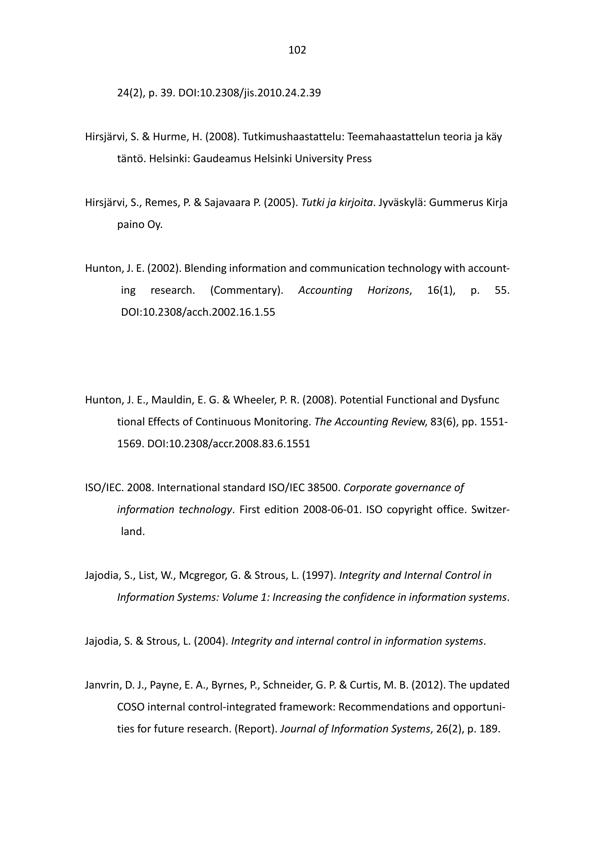 102
24(2), p. 39. DOI:10.2308/jis.2010.24.2.39
Hirsjärvi, S. & Hurme, H. (2008). Tutkimushaastattelu: Teemahaastattelun teoria ja käy
täntö. Helsinki: Gaudeamus Helsinki University Press
Hirsjärvi, S., Remes, P. & Sajavaara P. (2005). Tutki ja kirjoita. Jyväskylä: Gummerus Kirja
paino Oy.
Hunton, J. E. (2002). Blending information and communication technology with account-
ing research. (Commentary). Accounting Horizons, 16(1), p. 55.
DOI:10.2308/acch.2002.16.1.55
Hunton, J. E., Mauldin, E. G. & Wheeler, P. R. (2008). Potential Functional and Dysfunc
tional Effects of Continuous Monitoring. The Accounting Review, 83(6), pp. 1551-
1569. DOI:10.2308/accr.2008.83.6.1551
ISO/IEC. 2008. International standard ISO/IEC 38500. Corporate governance of
information technology. First edition 2008-06-01. ISO copyright office. Switzer-
land.
Jajodia, S., List, W., Mcgregor, G. & Strous, L. (1997). Integrity and Internal Control in
Information Systems: Volume 1: Increasing the confidence in information systems.
Jajodia, S. & Strous, L. (2004). Integrity and internal control in information systems.
Janvrin, D. J., Payne, E. A., Byrnes, P., Schneider, G. P. & Curtis, M. B. (2012). The updated
COSO internal control-integrated framework: Recommendations and opportuni-
ties for future research. (Report). Journal of Information Systems, 26(2), p. 189.